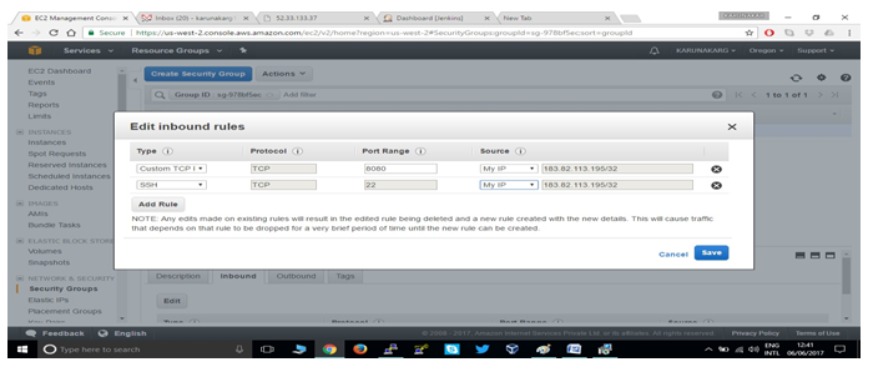 EC2 Management Consol
Inbox (20) - karunakarg
52.33.133.37
Dashboard [Jenkins]
New Tab
Secure
https://us-west-2.console.aws.amazon.com/ec2/v2/home?region=us-west-2#SecurityGroups:groupId=sg-978bf5ec;sort=groupId
Services
Resource Groups
KARUNAKARG
Oregon
Support
EC2 Dashboard
Events
Tags
Reports
Limits
INSTANCES
Instances
Spot Requests
Reserved Instances
Scheduled Instances
Dedicated Hosts
IMAGES
AMIs
Bundle Tasks
ELASTIC BLOCK STORE
Volumes
Snapshots
NETWORK & SECURITY
Security Groups
Elastic IPs
Placement Groups
Key Pairs
Create Security Group
Actions
Group ID : sg-978bf5ec
Add filter
1 to 1 of 1
Edit inbound rules
Type
Protocol
Port Range
Source
Custom TCP I
TCP
8080
My IP
183.82.113.195/32
SSH
TCP
22
My IP
183.82.113.195/32
Add Rule
NOTE: Any edits made on existing rules will result in the edited rule being deleted and a new rule created with the new details. This will cause traffic
that depends on that rule to be dropped for a very brief period of time until the new rule can be created.
Cancel
Save
Description
Inbound
Outbound
Tags
Edit
Type
Protocol
Port Range
Source
Feedback
English
© 2008 - 2017, Amazon Internet Services Private Ltd. or its affiliates. All rights reserved.
Privacy Policy
Terms of Use
Type here to search
ENG
INTL
12:41
06/06/2017